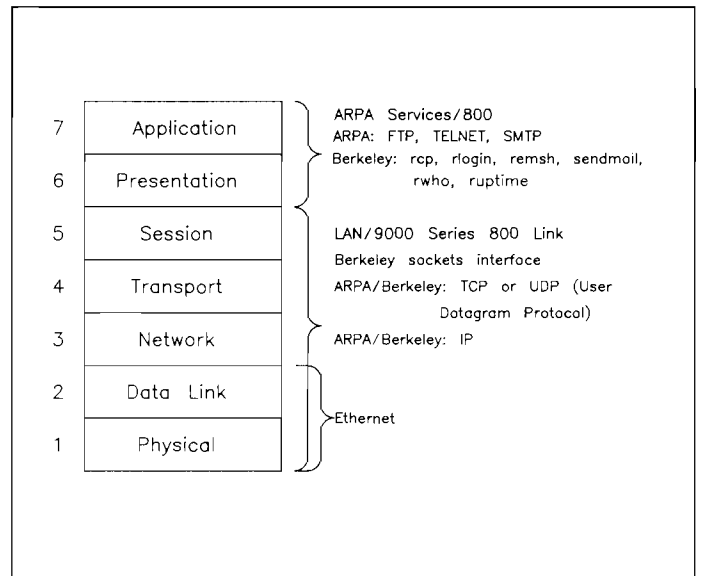 7 Application
6 Presentation
5 Session
4 Transport
3 Network
2 Data Link
1 Physical
ARPA Services/800
ARPA: FTP, TELNET, SMTP
Berkeley: rcp, rlogin, remsh, sendmail,
rwho, ruptime
LAN/9000 Series 800 Link
Berkeley sockets interface
ARPA/Berkeley: TCP or UDP (User
Datagram Protocol)
ARPA/Berkeley: IP
Ethernet